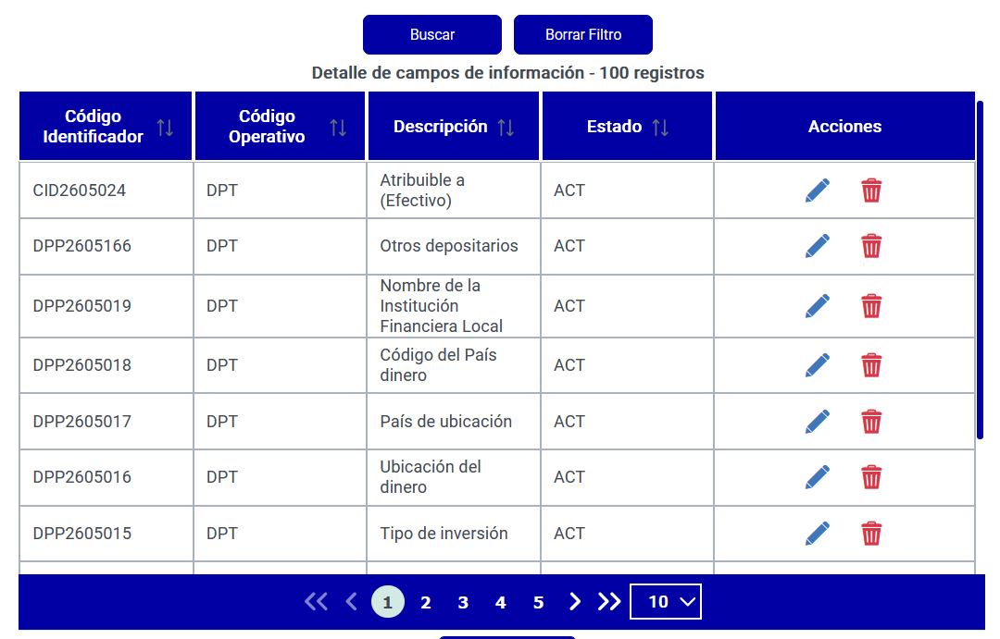 Buscar
Borrar Filtro
Detalle de campos de información - 100 registros
Código Identificador
Código Operativo
Descripción
Estado
Acciones
CID2605024
DPT
Atribuible a
(Efectivo)
ACT
DPP2605166
DPT
Otros depositarios
ACT
DPP2605019
DPT
Nombre de la
Institución
Financiera Local
ACT
DPP2605018
DPT
Código del País
dinero
ACT
DPP2605017
DPT
País de ubicación
ACT
DPP2605016
DPT
Ubicación del
dinero
ACT
DPP2605015
DPT
Tipo de inversión
ACT
1 2 3 4 5 10